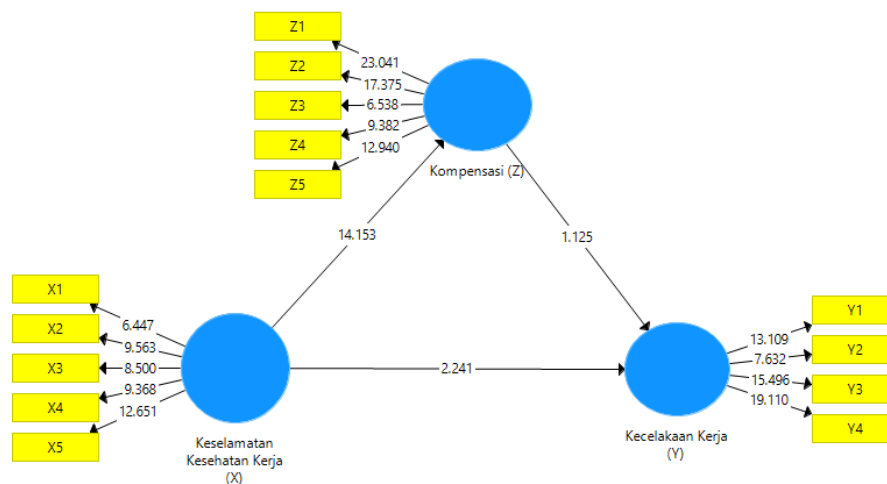 Z1
Z2
Z3
Z4
Z5
23.041
17.375
6.538
9.382
12.940
Kompensasi (Z)
14.153
1.125
X1
X2
X3
X4
X5
6.447
9.563
8.500
9.368
12.651
2.241
Y1
Y2
Y3
Y4
13.109
7.632
15.496
19.110
Keselamatan
Kesehatan Kerja
(X)
Kecelakaan Kerja
(Y)